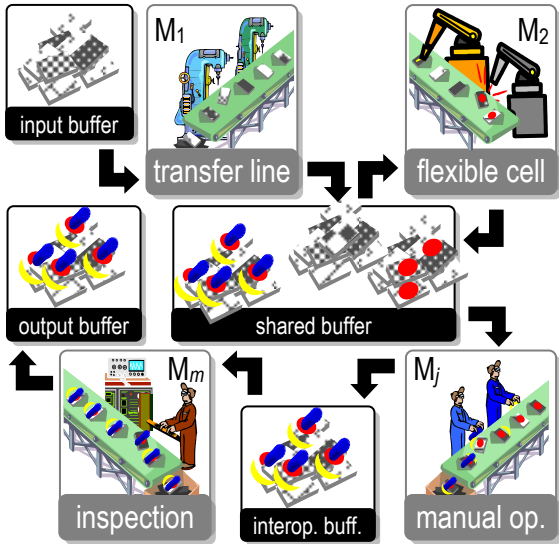 input buffer
M1
transfer line
M2
flexible cell
output buffer
shared buffer
Mm
inspection
interop. buff.
Mj
manual op.